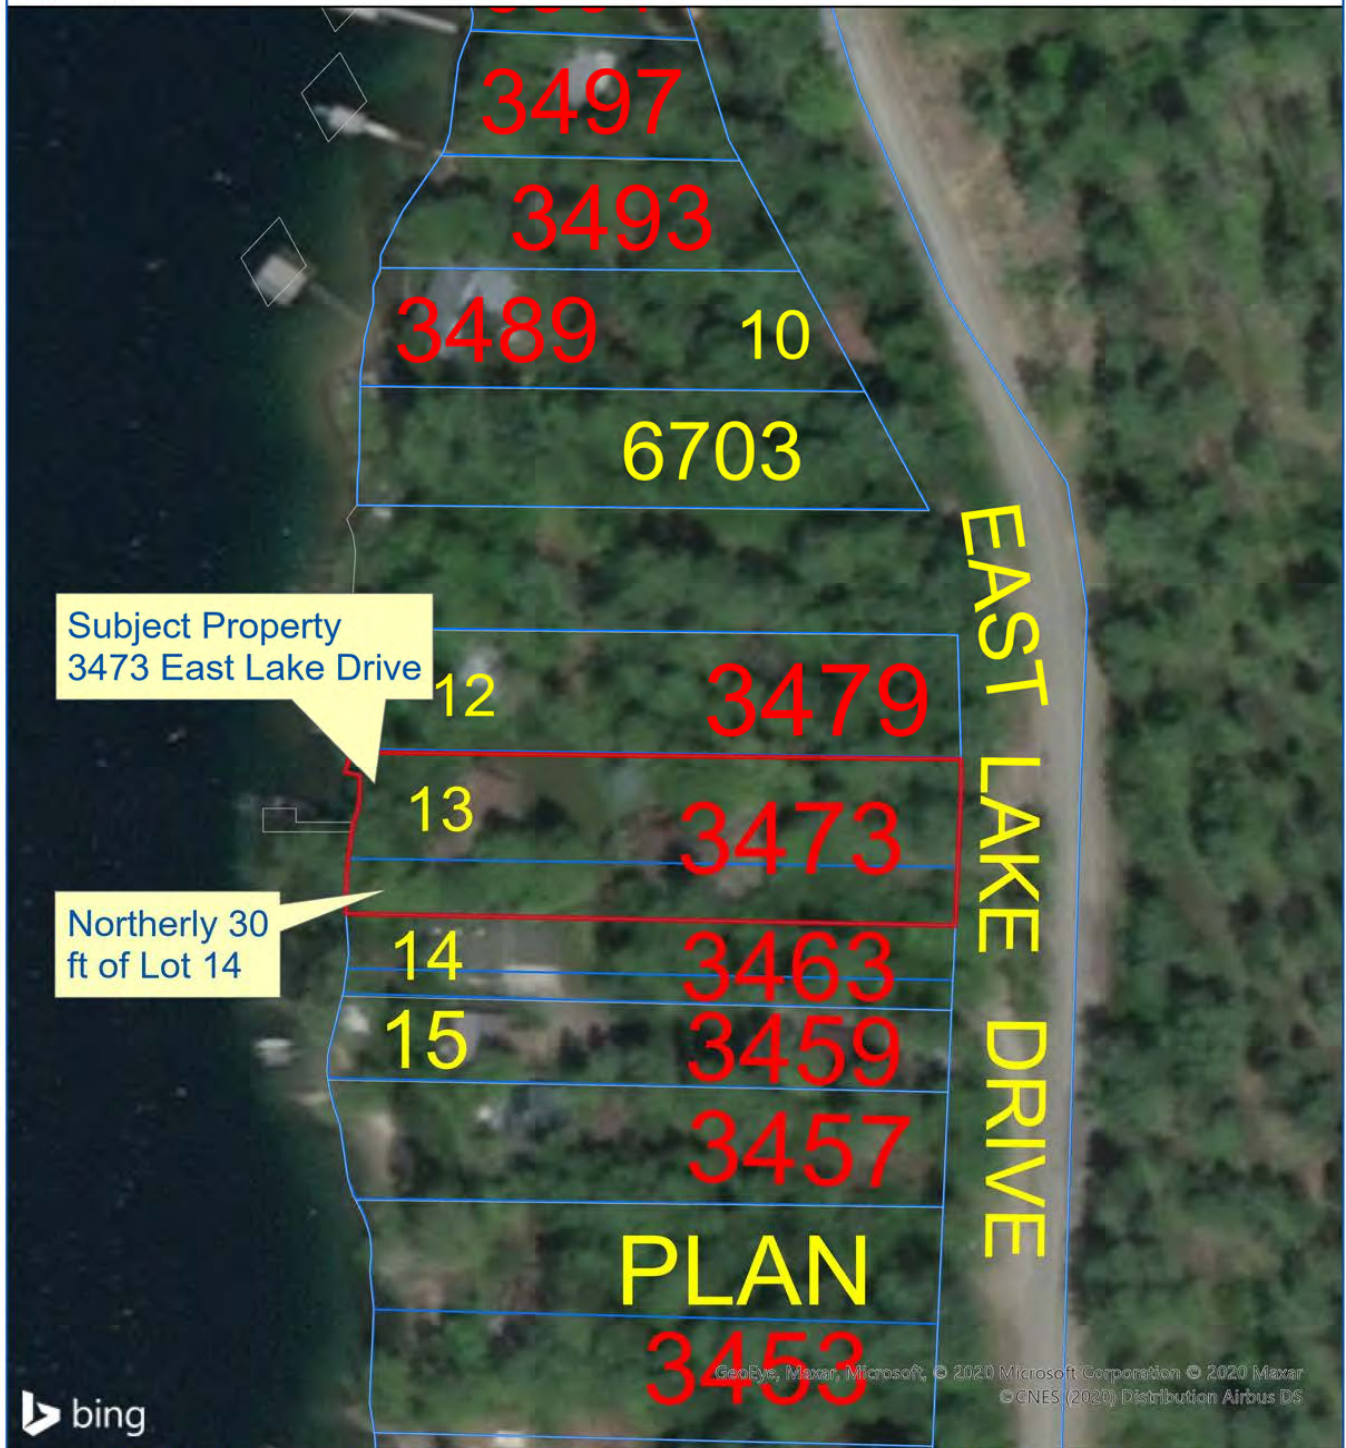 3497
3493
3489
10
6703
Subject Property
3473 East Lake Drive
12
3479
13
3473
Northerly 30
ft of Lot 14
14
3463
15
3459
3457
EAST LAKE DRIVE
PLAN
3453
GeoEye, Maxar, Microsoft, © 2020 Microsoft Corporation © 2020 Maxar
©CNES (2020) Distribution Airbus DS
bing